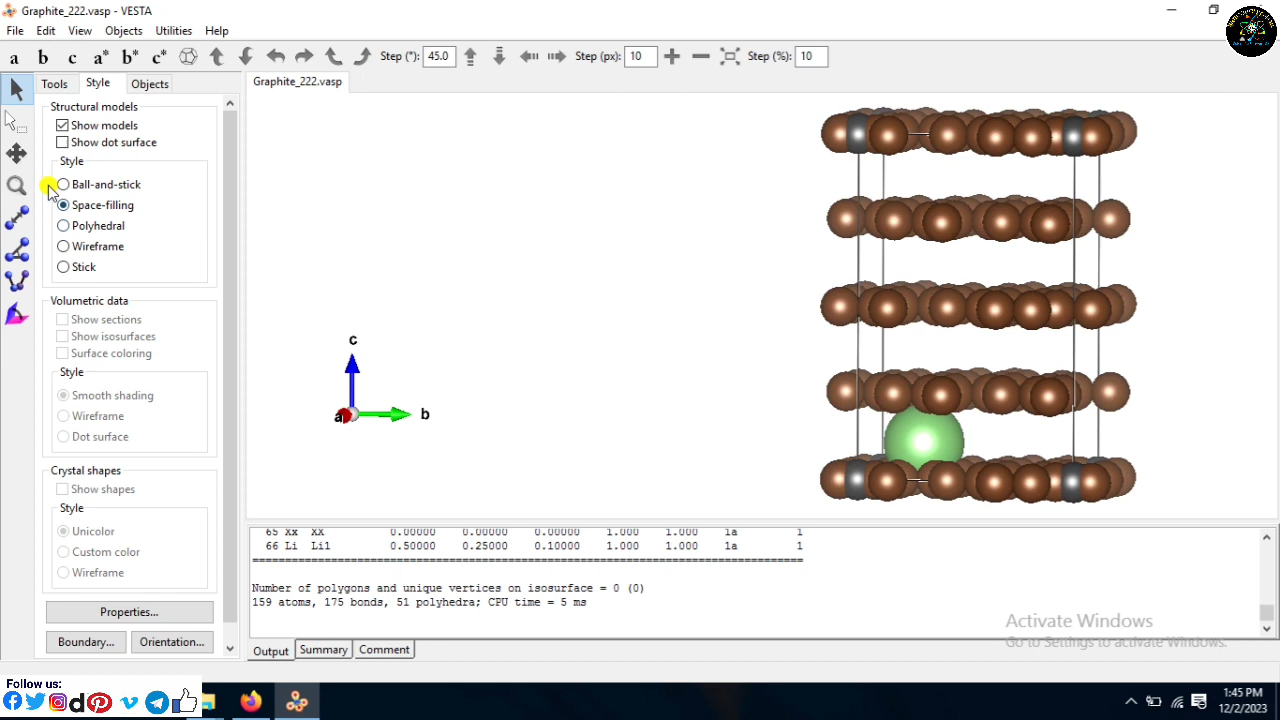 Graphite_222.vasp - VESTA
File Edit View Objects Utilities Help
a b c a* b* c* Step (°): 45.0 Step (px): 10 Step (%): 10
Tools Style Objects
Graphite_222.vasp
Structural models
Show models
Show dot surface
Style
Ball-and-stick
Space-filling
Polyhedral
Wireframe
Stick
Volumetric data
Show sections
Show isosurfaces
Surface coloring
Style
Smooth shading
Wireframe
Dot surface
Crystal shapes
Show shapes
Style
Unicolor
Custom color
Wireframe
Properties...
Boundary... Orientation...
c
a b
65 Xx XX 0.00000 0.00000 0.00000 1.000 1.000 1a 1
66 Li Li1 0.50000 0.25000 0.10000 1.000 1.000 1a 1
Number of polygons and unique vertices on isosurface = 0 (0)
159 atoms, 175 bonds, 51 polyhedra; CPU time = 5 ms
Activate Windows
Go to Settings to activate Windows.
Output Summary Comment
Follow us:
1:45 PM
12/2/2023